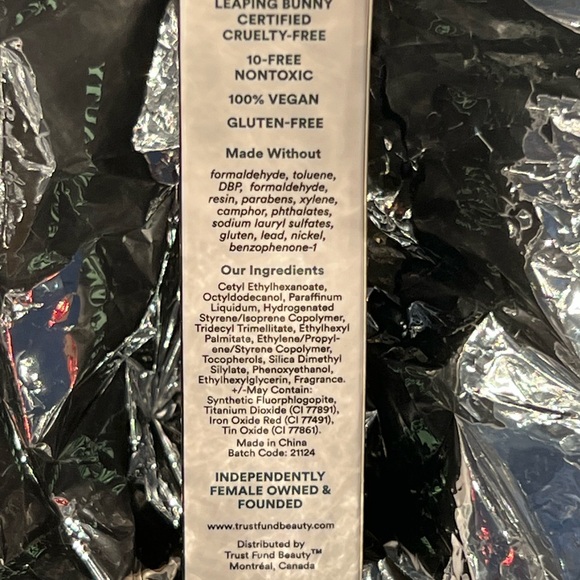 LEAPING BUNNY
CERTIFIED
CRUELTY-FREE
10-FREE
NONTOXIC
100% VEGAN
GLUTEN-FREE
Made Without
formaldehyde, toluene,
DBP, formaldehyde,
resin, parabens, xylene,
camphor, phthalates,
sodium lauryl sulfates,
gluten, lead, nickel,
benzophenone-1
Our Ingredients
Cetyl Ethylhexanoate,
Octyldodecanol, Paraffinum
Liquidum, Hydrogenated
Styrene/Isoprene Copolymer,
Tridecyl Trimellitate, Ethylhexyl
Palmitate, Ethylene/Propyl-
ene/Styrene Copolymer,
Tocopherols, Silica Dimethyl
Silylate, Phenoxyethanol,
Ethylhexylglycerin, Fragrance.
+/-May Contain:
Synthetic Fluorphlogopite,
Titanium Dioxide (CI 77891),
Iron Oxide Red (CI 77491),
Tin Oxide (CI 77861).
Made in China
Batch Code: 21124
INDEPENDENTLY
FEMALE OWNED &
FOUNDED
www.trustfundbeauty.com
Distributed by
Trust Fund Beauty™
Montréal, Canada